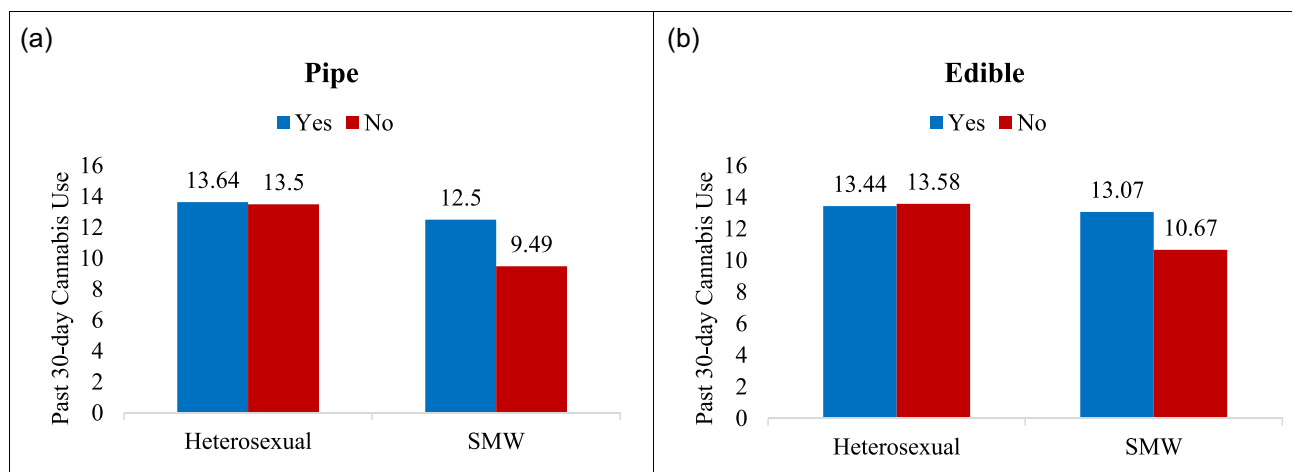 (a)
Pipe
Yes No
Past 30-day Cannabis Use
16
14
12
10
8
6
4
2
0
13.64 13.5
12.5
9.49
Heterosexual SMW
(b)
Edible
Yes No
Past 30-day Cannabis Use
16
14
12
10
8
6
4
2
0
13.44 13.58
13.07
10.67
Heterosexual SMW